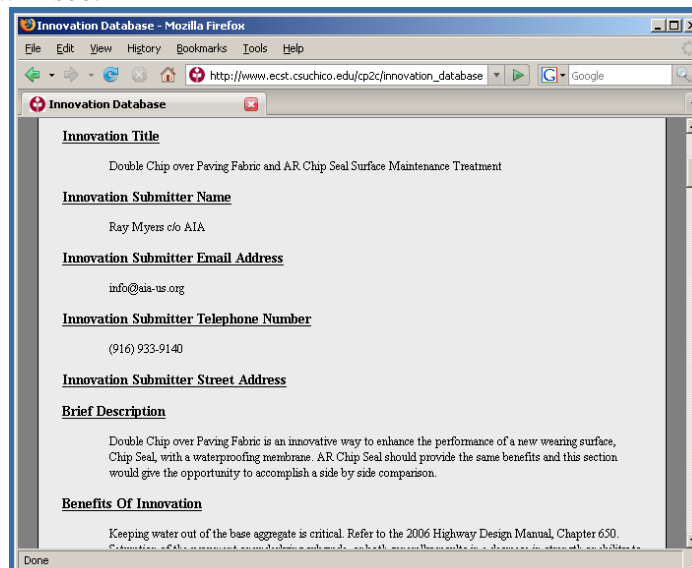 Innovation Database - Mozilla Firefox
File Edit View History Bookmarks Tools Help
http://www.ecst.csuchico.edu/cp2c/innovation_database
G Google
Innovation Database
Innovation Title
Double Chip over Paving Fabric and AR Chip Seal Surface Maintenance Treatment
Innovation Submitter Name
Ray Myers c/o AIA
Innovation Submitter Email Address
info@aia-us.org
Innovation Submitter Telephone Number
(916) 933-9140
Innovation Submitter Street Address
Brief Description
Double Chip over Paving Fabric is an innovative way to enhance the performance of a new wearing surface,
Chip Seal, with a waterproofing membrane. AR Chip Seal should provide the same benefits and this section
would give the opportunity to accomplish a side by side comparison.
Benefits Of Innovation
Keeping water out of the base aggregate is critical. Refer to the 2006 Highway Design Manual, Chapter 650.
Done